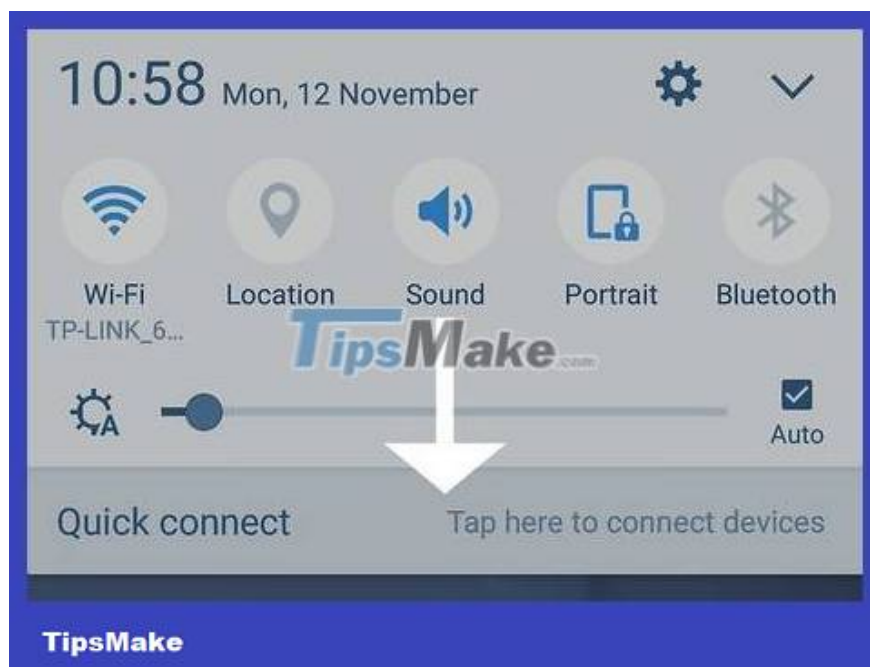 10:58 Mon, 12 November
Wi-Fi Location Sound Portrait Bluetooth
TP-LINK_6...
TipsMake.com
A
Auto
Quick connect Tap here to connect devices
TipsMake